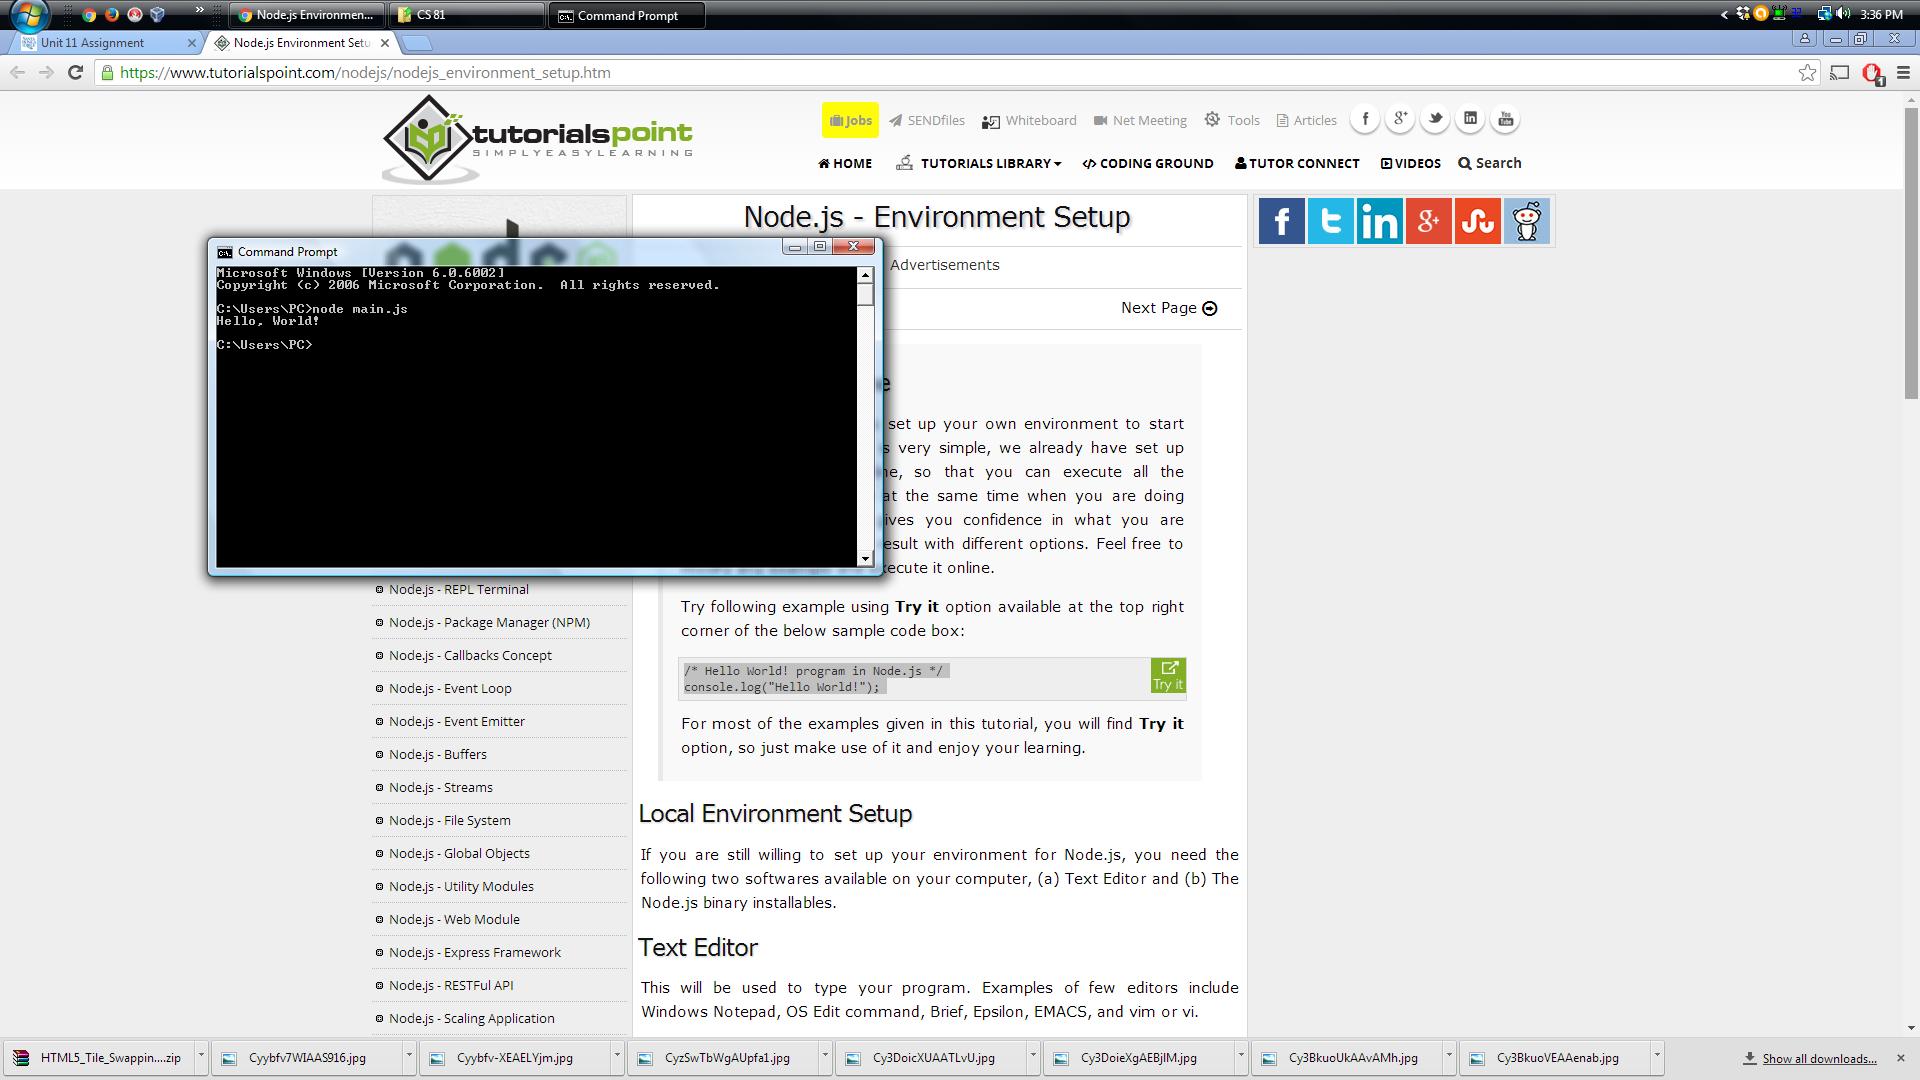 Node.js Environmen...
CS 81
Command Prompt
3:36 PM
Unit 11 Assignment
Node.js Environment Setu
https://www.tutorialspoint.com/nodejs/nodejs_environment_setup.htm
1
tutorialspoint
SIMPLYEASYLEARNING
Jobs
SENDfiles
Whiteboard
Net Meeting
Tools
Articles
HOME
TUTORIALS LIBRARY
CODING GROUND
TUTOR CONNECT
VIDEOS
Search
Node.js - Environment Setup
Advertisements
Next Page
Command Prompt
Microsoft Windows [Version 6.0.6002]
Copyright (c) 2006 Microsoft Corporation.  All rights reserved.
C:\Users\PC>node main.js
Hello, World!
C:\Users\PC>
e
set up your own environment to start
s very simple, we already have set up
ne, so that you can execute all the
at the same time when you are doing
ives you confidence in what you are
esult with different options. Feel free to
ecute it online.
Try following example using Try it option available at the top right
corner of the below sample code box:
/* Hello World! program in Node.js */
console.log("Hello World!");
Try it
For most of the examples given in this tutorial, you will find Try it
option, so just make use of it and enjoy your learning.
Local Environment Setup
If you are still willing to set up your environment for Node.js, you need the
following two softwares available on your computer, (a) Text Editor and (b) The
Node.js binary installables.
Text Editor
This will be used to type your program. Examples of few editors include
Windows Notepad, OS Edit command, Brief, Epsilon, EMACS, and vim or vi.
Node.js - REPL Terminal
Node.js - Package Manager (NPM)
Node.js - Callbacks Concept
Node.js - Event Loop
Node.js - Event Emitter
Node.js - Buffers
Node.js - Streams
Node.js - File System
Node.js - Global Objects
Node.js - Utility Modules
Node.js - Web Module
Node.js - Express Framework
Node.js - RESTFul API
Node.js - Scaling Application
HTML5_Tile_Swappin....zip
Cyybfv7WIAAS916.jpg
Cyybfv-XEAELYjm.jpg
CyzSwTbWgAUpfa1.jpg
Cy3DoicXUAATLvU.jpg
Cy3DoieXgAEBjlM.jpg
Cy3BkuoUkAAvAMh.jpg
Cy3BkuoVEAAenab.jpg
Show all downloads...